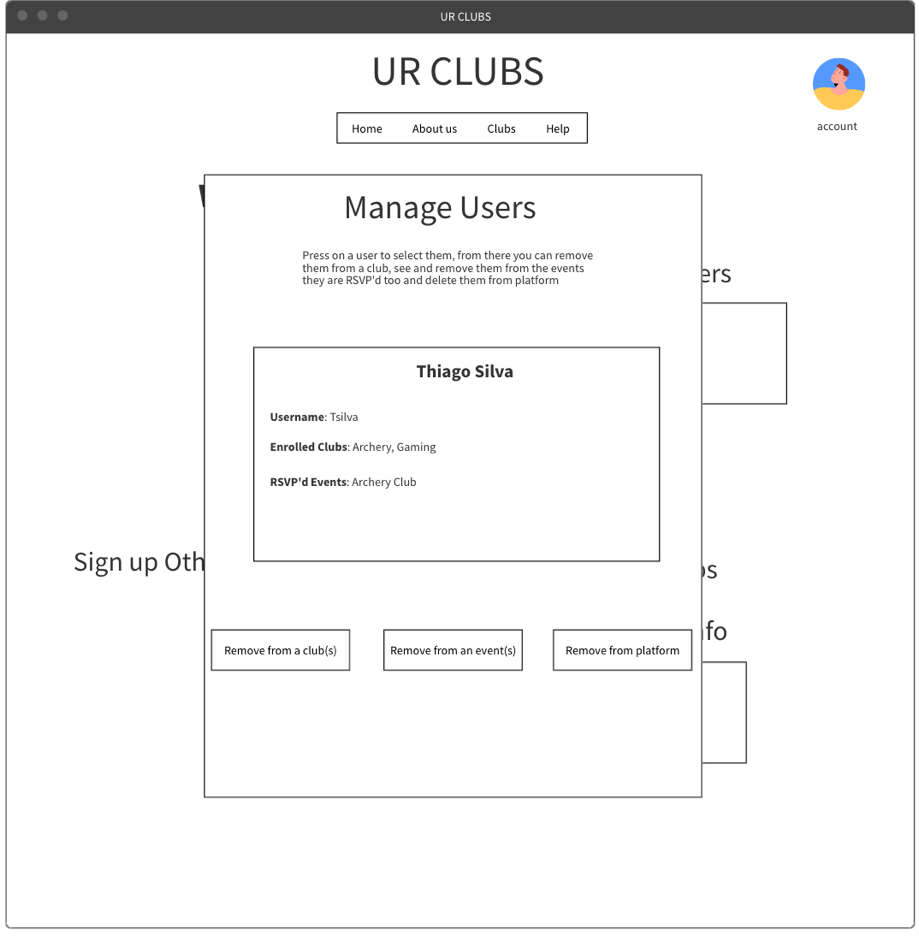 UR CLUBS
UR CLUBS
account
Home About us Clubs Help
Manage Users
Press on a user to select them, from there you can remove
them from a club, see and remove them from the events
they are RSVP'd too and delete them from platform
Thiago Silva
Username: Tsilva
Enrolled Clubs: Archery, Gaming
RSVP'd Events: Archery Club
Sign up Oth
Remove from a club(s) Remove from an event(s) Remove from platform